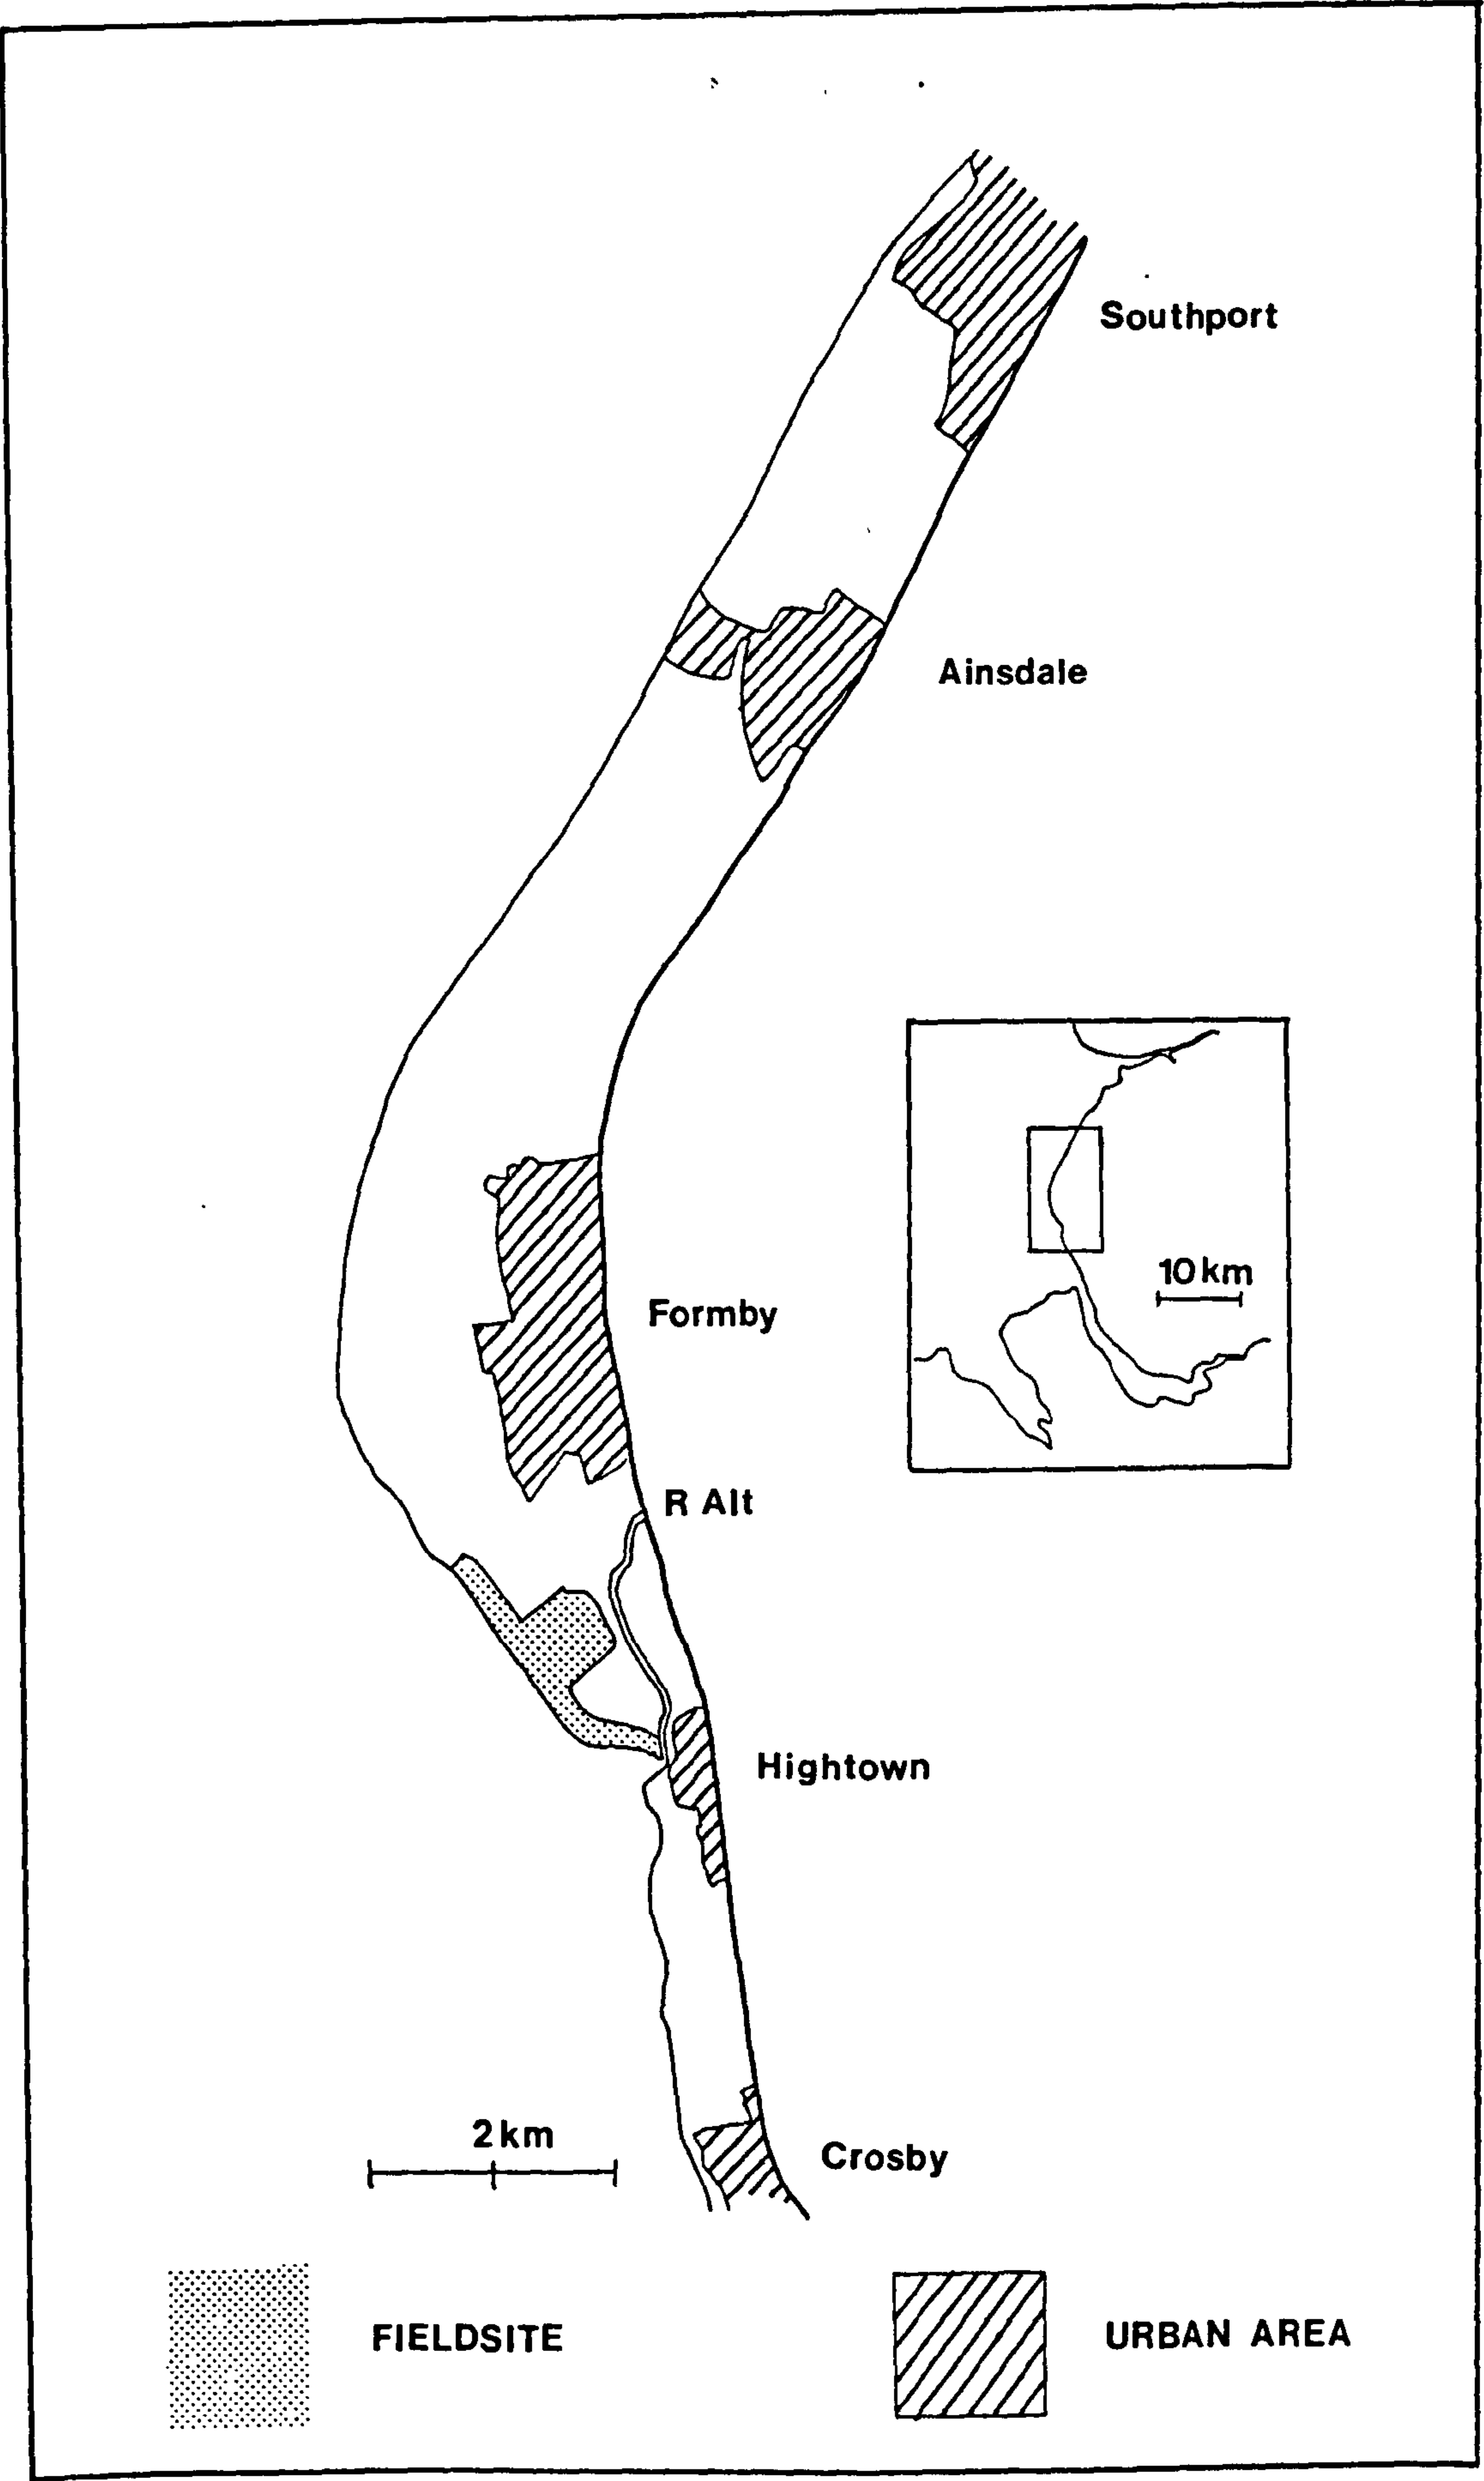 Southport
Ainsdale
10 km
Formby
R Alt
Hightown
2 km
Crosby
FIELDSITE
URBAN AREA